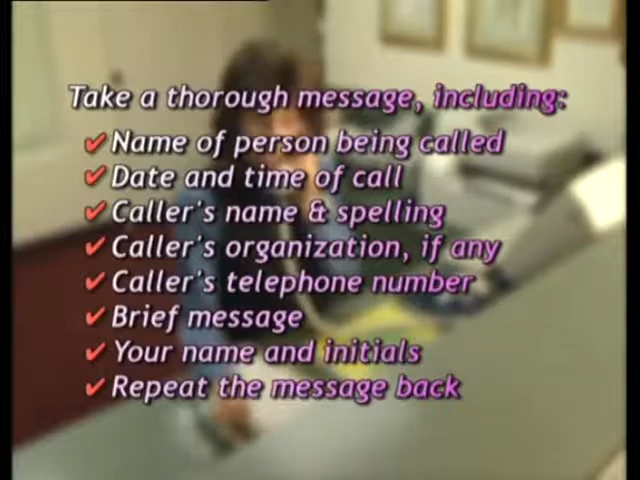 Take a thorough message, including:
✔ Name of person being called
✔ Date and time of call
✔ Caller's name & spelling
✔ Caller's organization, if any
✔ Caller's telephone number
✔ Brief message
✔ Your name and initials
✔ Repeat the message back